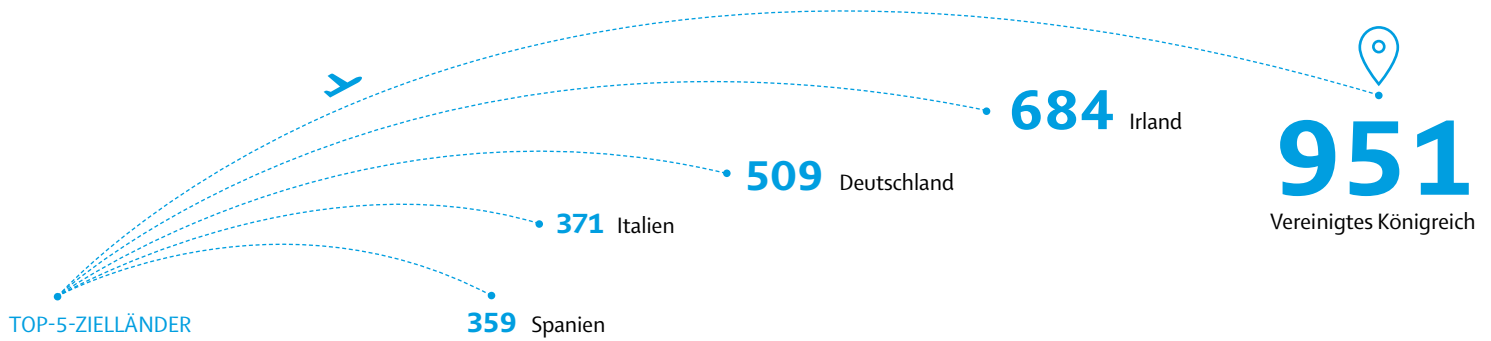 684 Irland
951
Vereinigtes Königreich
509 Deutschland
371 Italien
TOP-5-ZIELLÄNDER
359 Spanien